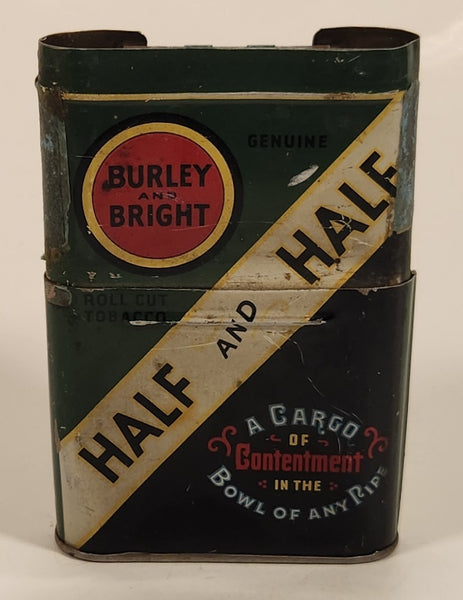 GENUINE
BURLEY
AND
BRIGHT
ROLL CUT
TOBACCO
HALF AND HALF
A CARGO
OF
Contentment
IN THE
BOWL OF ANY PIPE